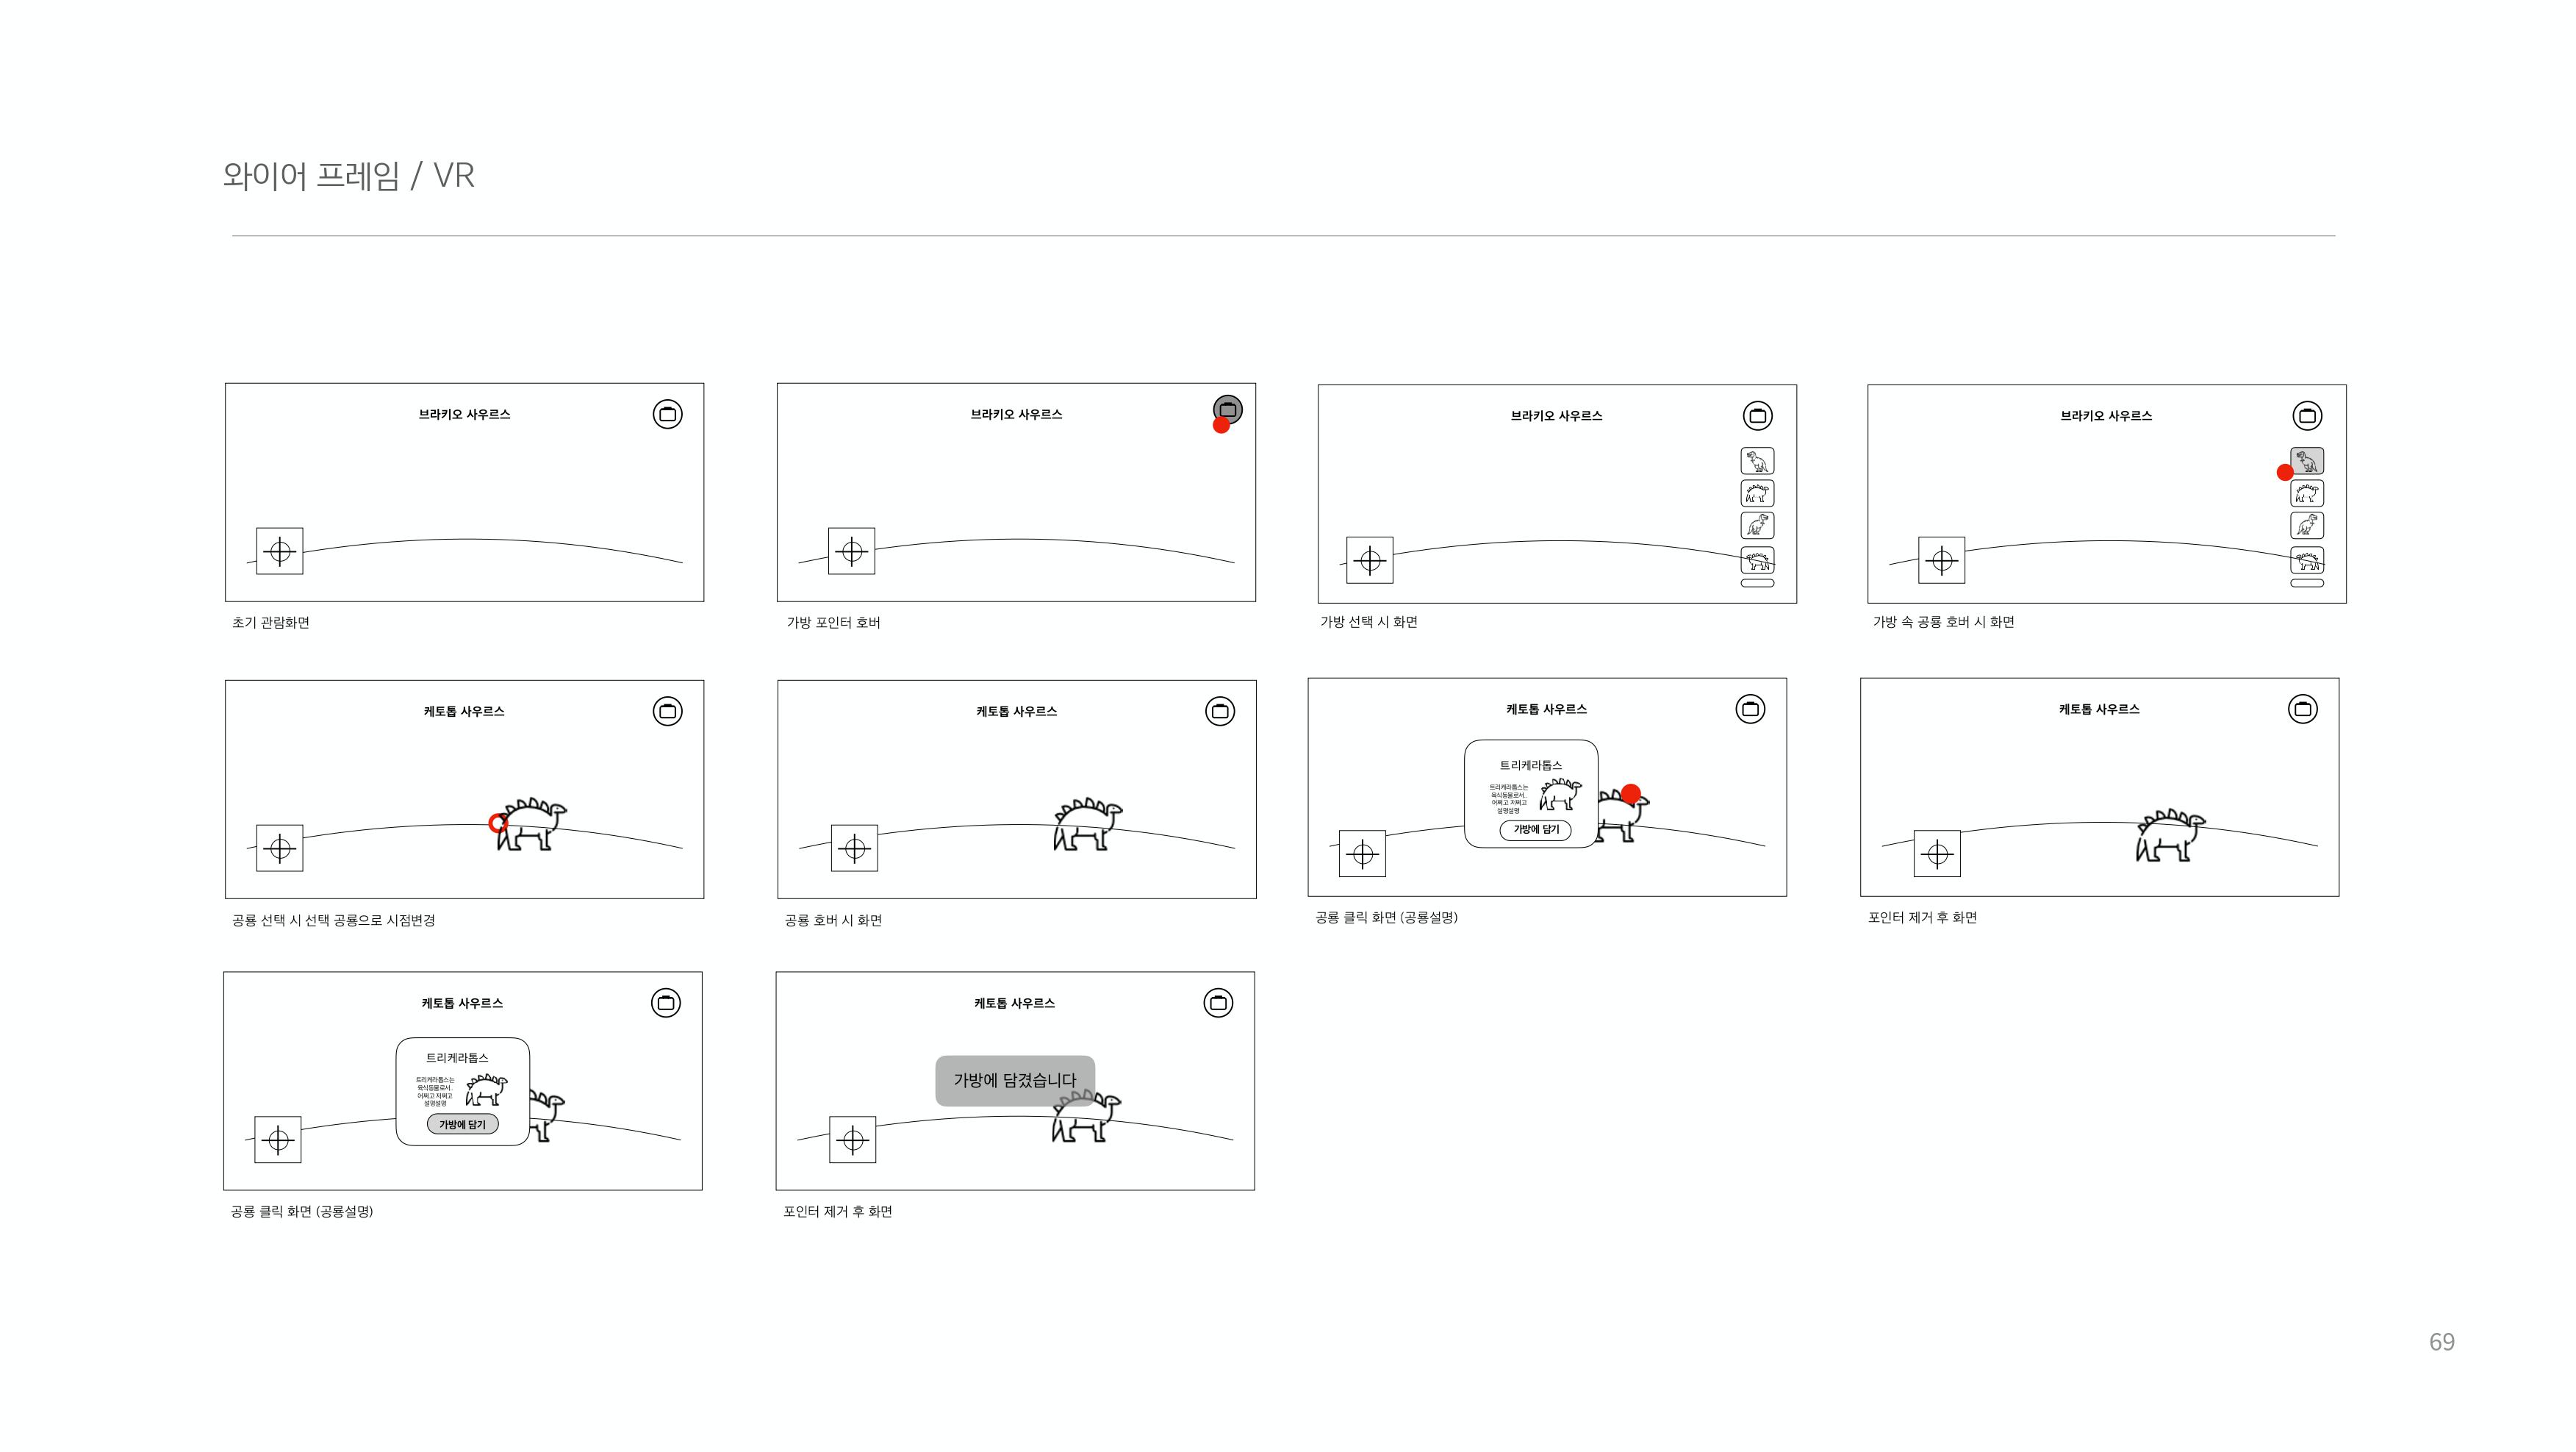 와이어 프레임 / VR
브라키오 사우르스
초기 관람화면
브라키오 사우르스
가방 포인터 호버
브라키오 사우르스
가방 선택 시 화면
브라키오 사우르스
가방 속 공룡 호버 시 화면
케토톱 사우르스
공룡 선택 시 선택 공룡으로 시점변경
케토톱 사우르스
공룡 호버 시 화면
케토톱 사우르스
트리케라톱스
트리케라톱스는
육식동물로서..
어쩌고 저쩌고
설명설명
가방에 담기
공룡 클릭 화면 (공룡설명)
케토톱 사우르스
포인터 제거 후 화면
케토톱 사우르스
트리케라톱스
트리케라톱스는
육식동물로서..
어쩌고 저쩌고
설명설명
가방에 담기
공룡 클릭 화면 (공룡설명)
케토톱 사우르스
가방에 담겼습니다
포인터 제거 후 화면
69